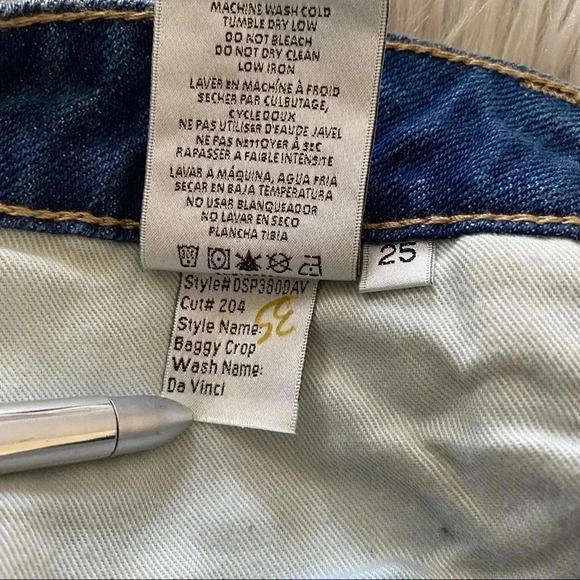 MACHINE WASH COLD
TUMBLE DRY LOW
DO NOT BLEACH
DO NOT DRY CLEAN
LOW IRON
LAVER EN MACHINE À FROID
SECHER PAR CULBUTAGE,
CYCLE DOUX
NE PAS UTILISER D'EAUDE JAVEL
NE PAS NETTOYER À SEC
RAPASSER A FAIBLE INTENSITE
LAVAR A MÁQUINA, AGUA FRIA
SECAR EN BAJA TEMPERATURA
NO USAR BLANQUEADOR
NO LAVAR EN SECO
PLANCHA TIBIA
25
Style# DSP3800AV
Cut# 204
Style Name:
Baggy Crop
Wash Name:
Da Vinci